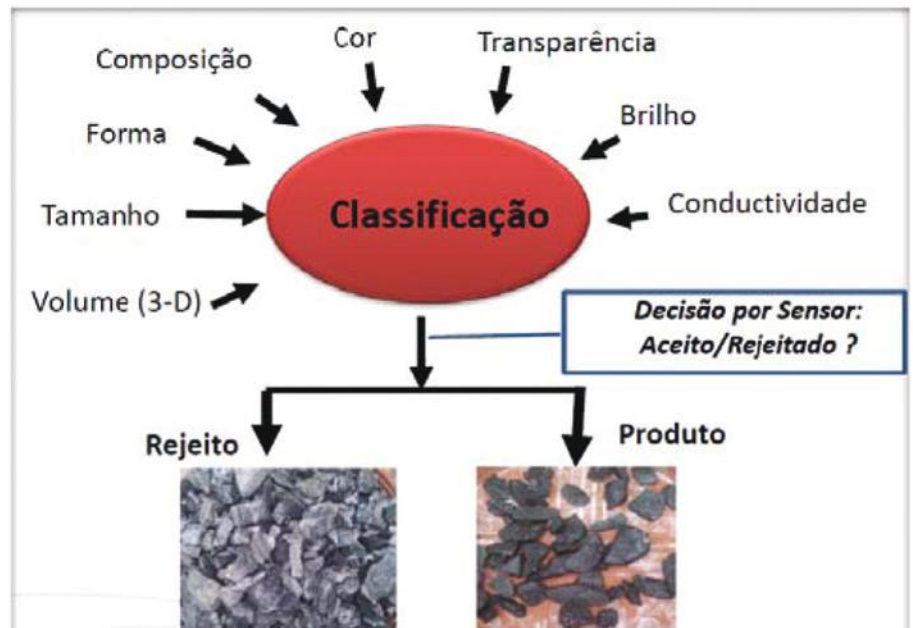 Cor
Transparência
Composição
Brilho
Forma
Classificação
Conductividade
Tamanho
Volume (3-D)
Decisão por Sensor:
Aceito/Rejeitado ?
Rejeito
Produto